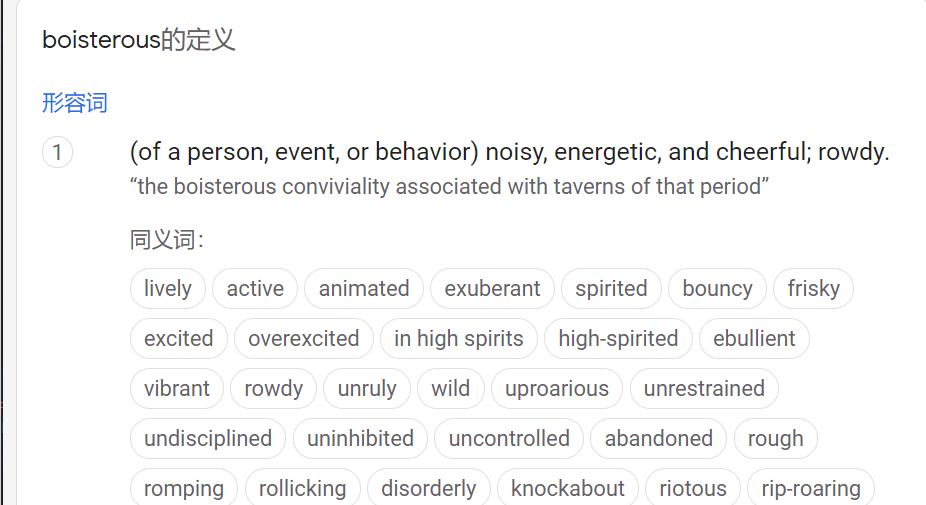 boisterous的定义
形容词
1 (of a person, event, or behavior) noisy, energetic, and cheerful; rowdy.
“the boisterous conviviality associated with taverns of that period”
同义词：
lively active animated exuberant spirited bouncy frisky
excited overexcited in high spirits high-spirited ebullient
vibrant rowdy unruly wild uproarious unrestrained
undisciplined uninhibited uncontrolled abandoned rough
romping rollicking disorderly knockabout riotous rip-roaring